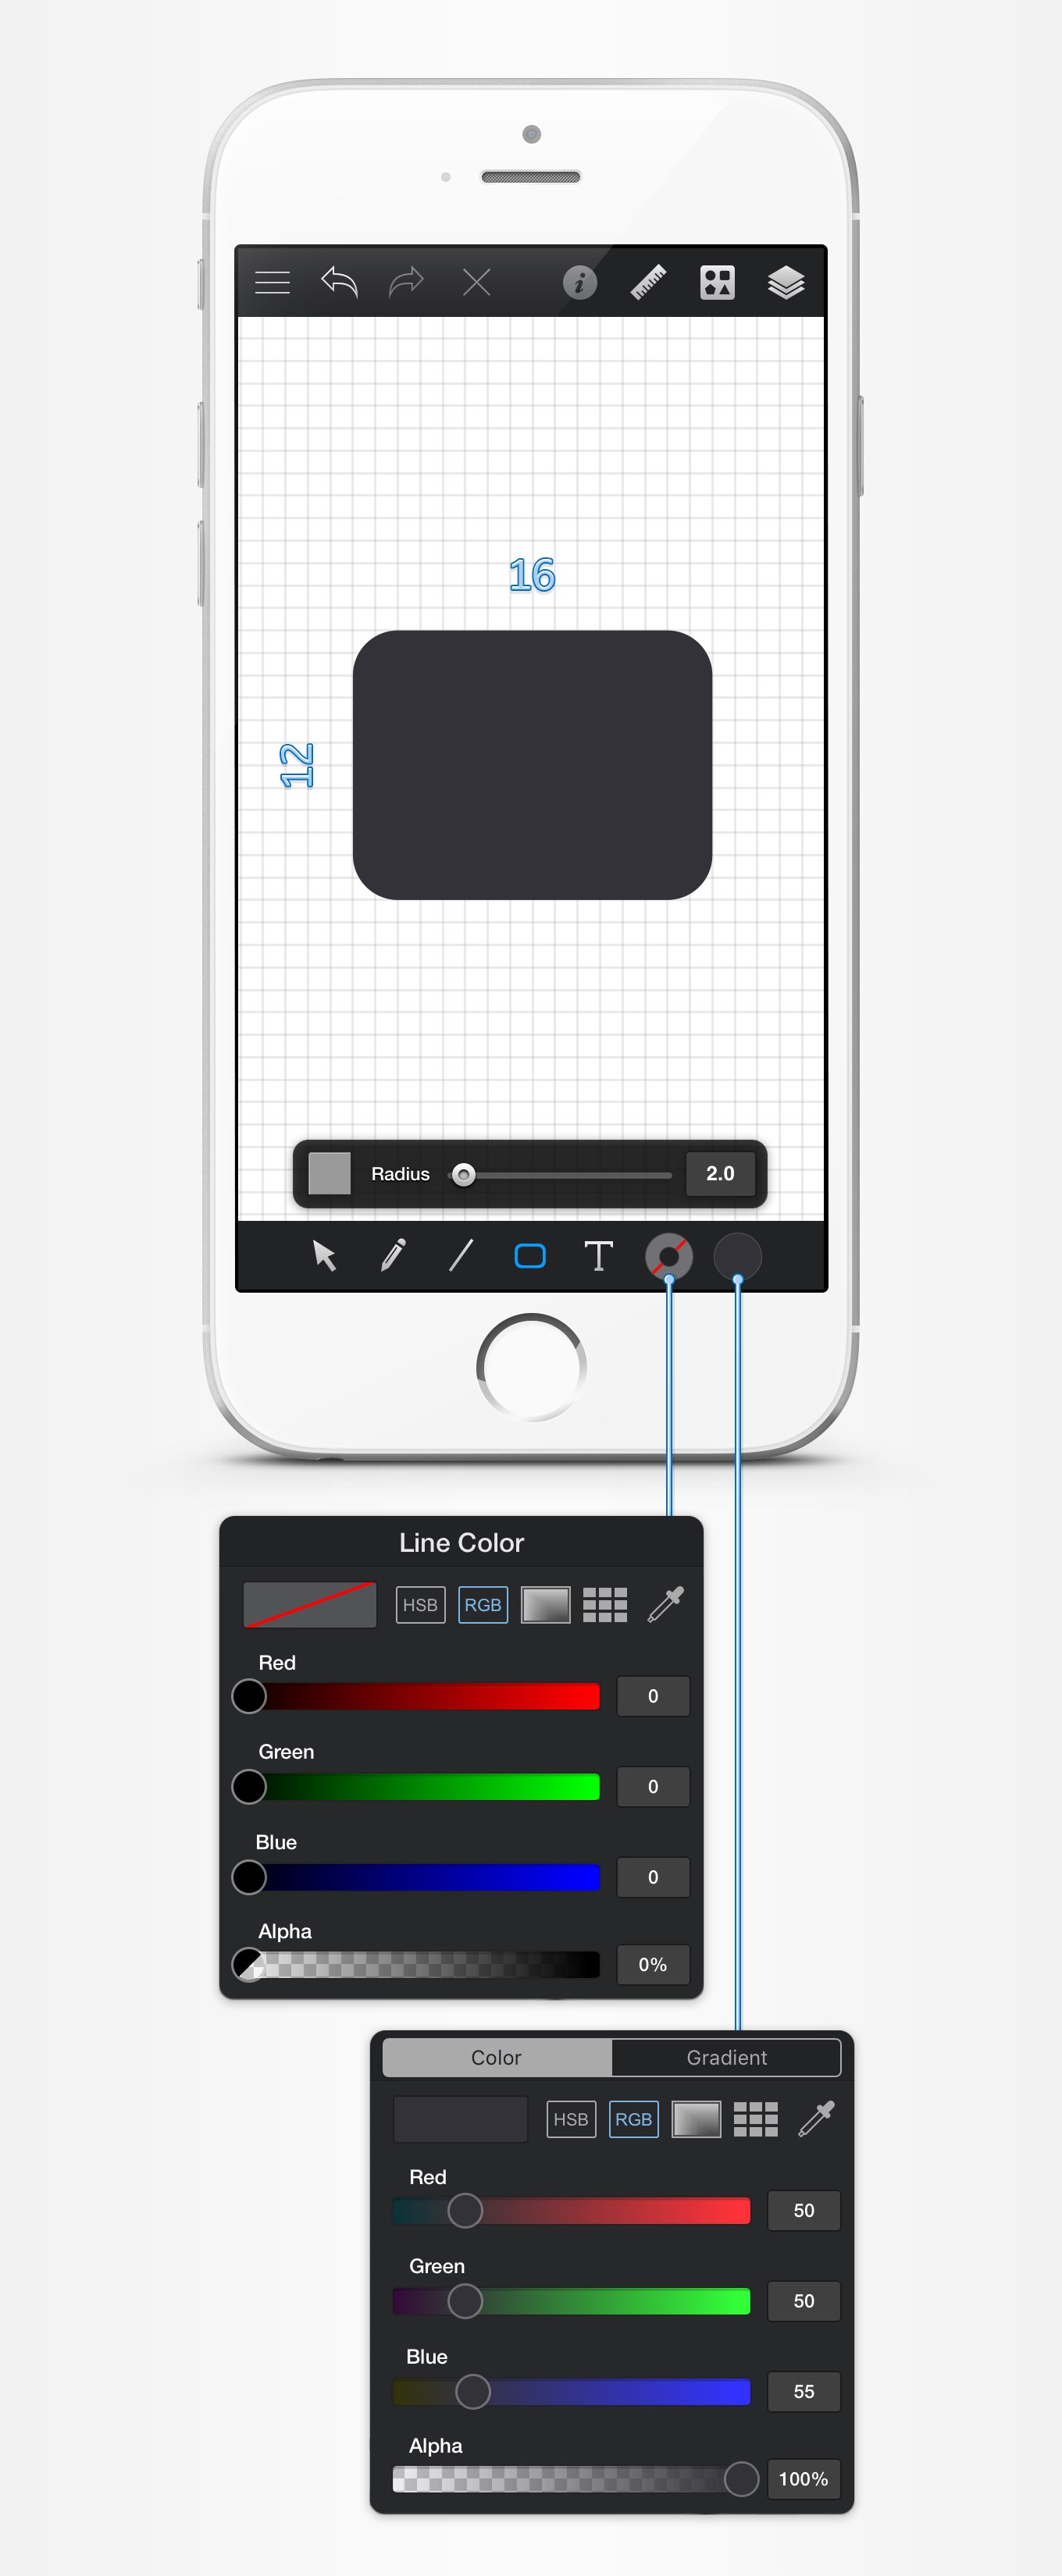 16
12
Radius
2.0
T
Line Color
HSB RGB
Red
0
Green
0
Blue
0
Alpha
0%
Color Gradient
HSB RGB
Red
50
Green
50
Blue
55
Alpha
100%